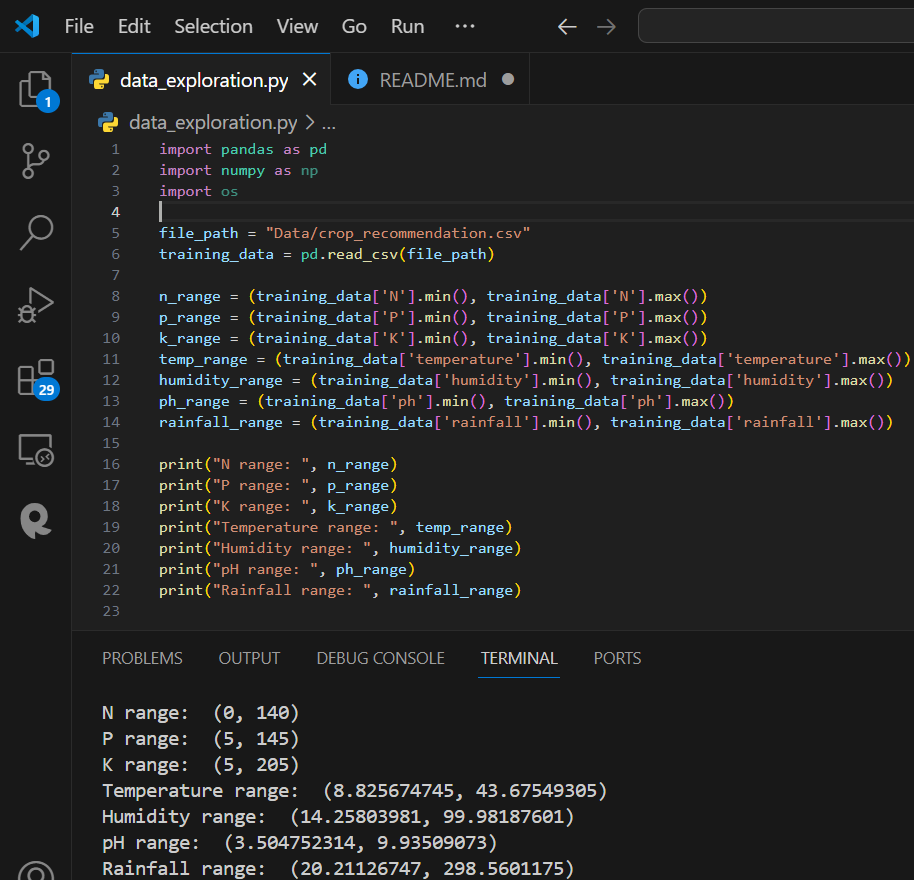 File Edit Selection View Go Run ...
data_exploration.py README.md
data_exploration.py > ...
1 import pandas as pd
2 import numpy as np
3 import os
4
5 file_path = "Data/crop_recommendation.csv"
6 training_data = pd.read_csv(file_path)
7
8 n_range = (training_data['N'].min(), training_data['N'].max())
9 p_range = (training_data['P'].min(), training_data['P'].max())
10 k_range = (training_data['K'].min(), training_data['K'].max())
11 temp_range = (training_data['temperature'].min(), training_data['temperature'].max())
12 humidity_range = (training_data['humidity'].min(), training_data['humidity'].max())
13 ph_range = (training_data['ph'].min(), training_data['ph'].max())
14 rainfall_range = (training_data['rainfall'].min(), training_data['rainfall'].max())
15
16 print("N range: ", n_range)
17 print("P range: ", p_range)
18 print("K range: ", k_range)
19 print("Temperature range: ", temp_range)
20 print("Humidity range: ", humidity_range)
21 print("pH range: ", ph_range)
22 print("Rainfall range: ", rainfall_range)
23
1
29
PROBLEMS OUTPUT DEBUG CONSOLE TERMINAL PORTS
N range:  (0, 140)
P range:  (5, 145)
K range:  (5, 205)
Temperature range:  (8.825674745, 43.67549305)
Humidity range:  (14.25803981, 99.98187601)
pH range:  (3.504752314, 9.93509073)
Rainfall range:  (20.21126747, 298.5601175)